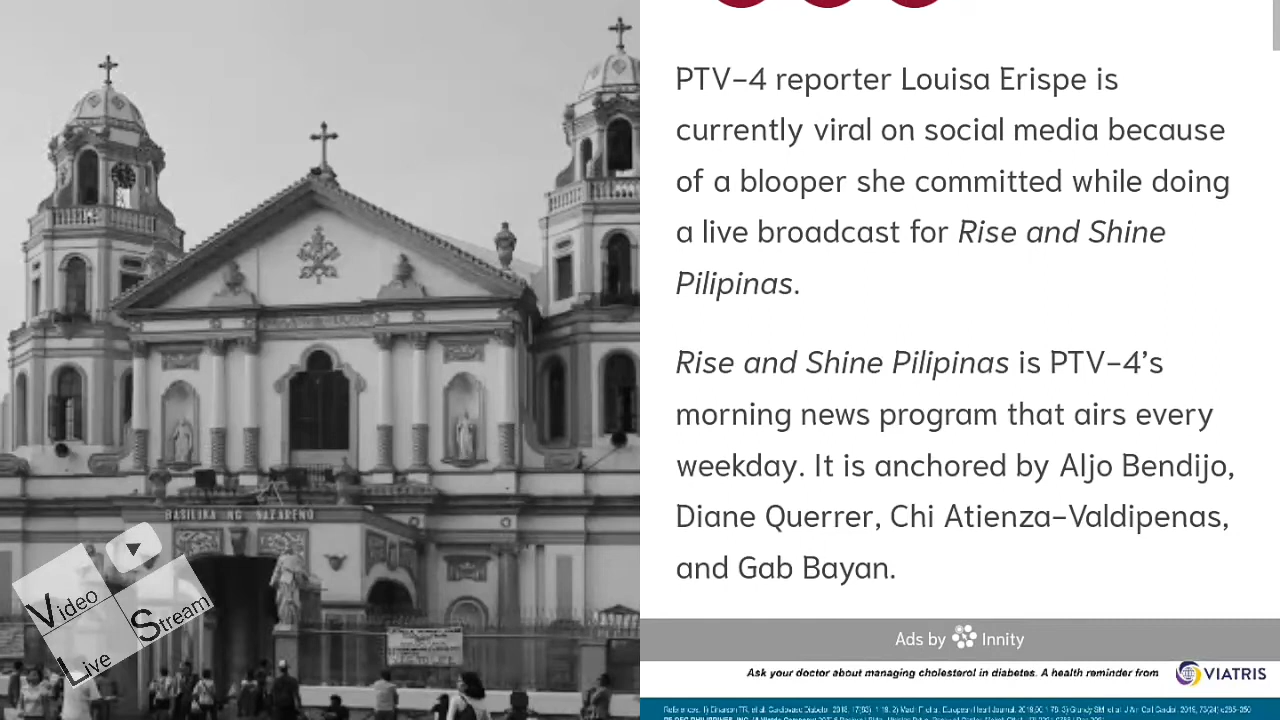 BASILIKA NG NAZARENO
Video
Live
Stream
PTV-4 reporter Louisa Erispe is
currently viral on social media because
of a blooper she committed while doing
a live broadcast for Rise and Shine
Pilipinas.
Rise and Shine Pilipinas is PTV-4's
morning news program that airs every
weekday. It is anchored by Aljo Bendijo,
Diane Querrer, Chi Atienza-Valdipenas,
and Gab Bayan.
Ads by Innity
Ask your doctor about managing cholesterol in diabetes. A health reminder from
VIATRIS